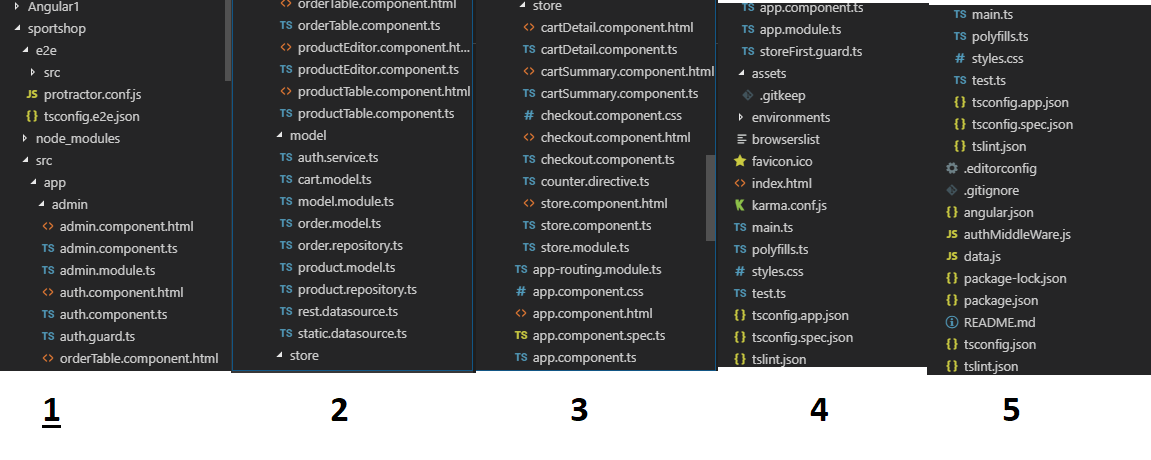 Angular1
sportshop
e2e
src
JS protractor.conf.js
{ } tsconfig.e2e.json
node_modules
src
app
admin
<> admin.component.html
TS admin.component.ts
TS admin.module.ts
<> auth.component.html
TS auth.component.ts
TS auth.guard.ts
<> orderTable.component.html
1
<> orderTable.component.html
TS orderTable.component.ts
<> productEditor.component.ht...
TS productEditor.component.ts
<> productTable.component.html
TS productTable.component.ts
model
TS auth.service.ts
TS cart.model.ts
TS model.module.ts
TS order.model.ts
TS order.repository.ts
TS product.model.ts
TS product.repository.ts
TS rest.datasource.ts
TS static.datasource.ts
store
2
store
<> cartDetail.component.html
TS cartDetail.component.ts
<> cartSummary.component.html
TS cartSummary.component.ts
# checkout.component.css
<> checkout.component.html
TS checkout.component.ts
TS counter.directive.ts
<> store.component.html
TS store.component.ts
TS store.module.ts
TS app-routing.module.ts
# app.component.css
<> app.component.html
TS app.component.spec.ts
TS app.component.ts
3
TS app.component.ts
TS app.module.ts
TS storeFirst.guard.ts
assets
.gitkeep
environments
browserslist
favicon.ico
<> index.html
karma.conf.js
TS main.ts
TS polyfills.ts
# styles.css
TS test.ts
{ } tsconfig.app.json
{ } tsconfig.spec.json
{ } tslint.json
4
TS main.ts
TS polyfills.ts
# styles.css
TS test.ts
{ } tsconfig.app.json
{ } tsconfig.spec.json
{ } tslint.json
.editorconfig
.gitignore
{ } angular.json
JS authMiddleWare.js
JS data.js
{ } package-lock.json
{ } package.json
README.md
{ } tsconfig.json
{ } tslint.json
5